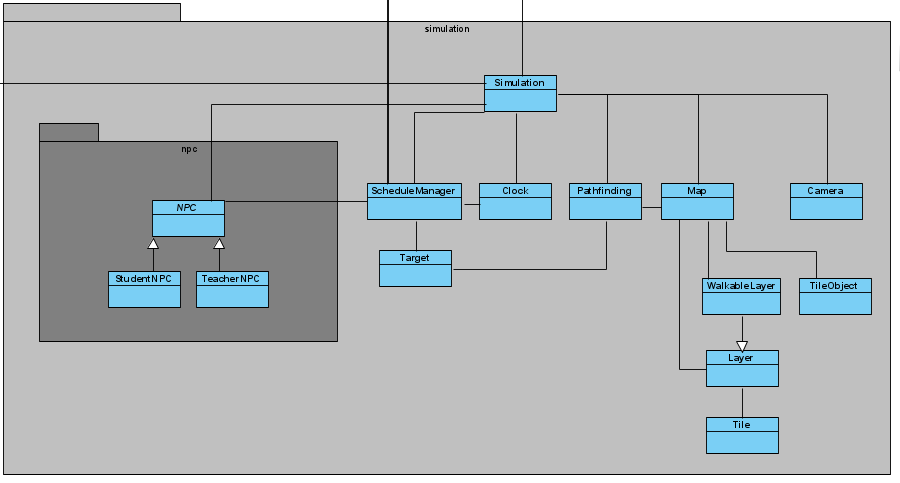 simulation
Simulation
npc
NPC
StudentNPC
TeacherNPC
ScheduleManager
Clock
Pathfinding
Map
Camera
Target
WalkableLayer
TileObject
Layer
Tile